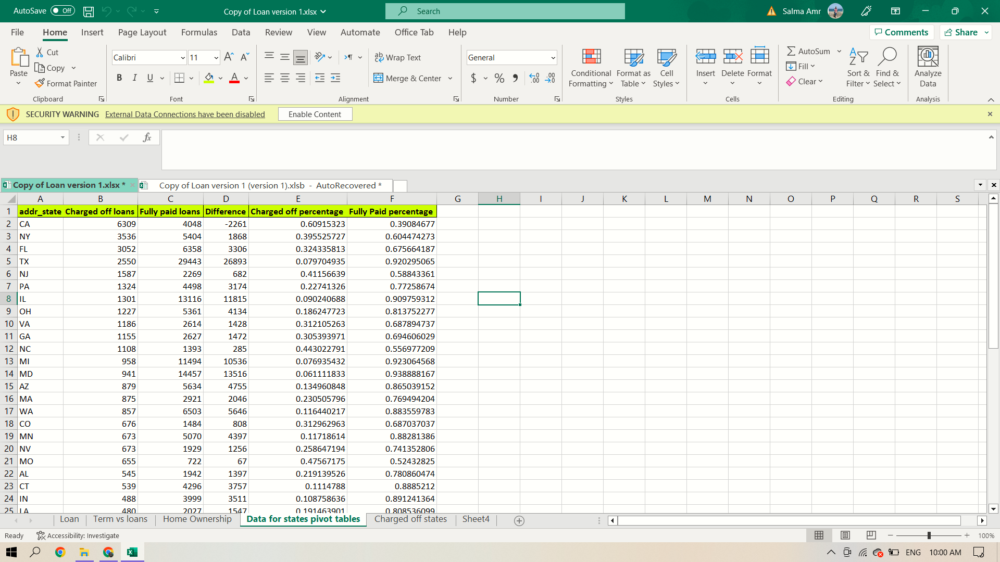 AutoSave Off Copy of Loan version 1.xlsx Search Salma Amr
File Home Insert Page Layout Formulas Data Review View Automate Office Tab Help Comments Share
Paste Cut Copy Format Painter Clipboard
Calibri 11 A A B I U A Font
ab Wrap Text Merge & Center Alignment
General $ % Number
Conditional Formatting Format as Table Cell Styles Styles
Insert Delete Format Cells
AutoSum Fill Clear Sort & Filter Find & Select Editing
Analyze Data Analysis
SECURITY WARNING External Data Connections have been disabled Enable Content
H8 fx
Copy of Loan version 1.xlsx * Copy of Loan version 1 (version 1).xlsb - AutoRecovered *
A B C D E F G H I J K L M N O P Q R S
1 addr_state Charged off loans Fully paid loans Difference Charged off percentage Fully Paid percentage
2 CA 6309 4048 -2261 0.60915323 0.39084677
3 NY 3536 5404 1868 0.395525727 0.604474273
4 FL 3052 6358 3306 0.324335813 0.675664187
5 TX 2550 29443 26893 0.079704935 0.920295065
6 NJ 1587 2269 682 0.41156639 0.58843361
7 PA 1324 4498 3174 0.22741326 0.77258674
8 IL 1301 13116 11815 0.090240688 0.909759312
9 OH 1227 5361 4134 0.186247723 0.813752277
10 VA 1186 2614 1428 0.312105263 0.687894737
11 GA 1155 2627 1472 0.305393971 0.694606029
12 NC 1108 1393 285 0.443022791 0.556977209
13 MI 958 11494 10536 0.076935432 0.923064568
14 MD 941 14457 13516 0.061111833 0.938888167
15 AZ 879 5634 4755 0.134960848 0.865039152
16 MA 875 2921 2046 0.230505796 0.769494204
17 WA 857 6503 5646 0.116440217 0.883559783
18 CO 676 1484 808 0.312962963 0.687037037
19 MN 673 5070 4397 0.11718614 0.88281386
20 NV 673 1929 1256 0.258647194 0.741352806
21 MO 655 722 67 0.47567175 0.52432825
22 AL 545 1942 1397 0.219139526 0.780860474
23 CT 539 4296 3757 0.1114788 0.8885212
24 IN 488 3999 3511 0.108758636 0.891241364
25 LA 480 2027 1547 0.191463901 0.808536099
Loan Term vs loans Home Ownership Data for states pivot tables Charged off states Sheet4
Ready Accessibility: Investigate 100%
ENG 10:00 AM